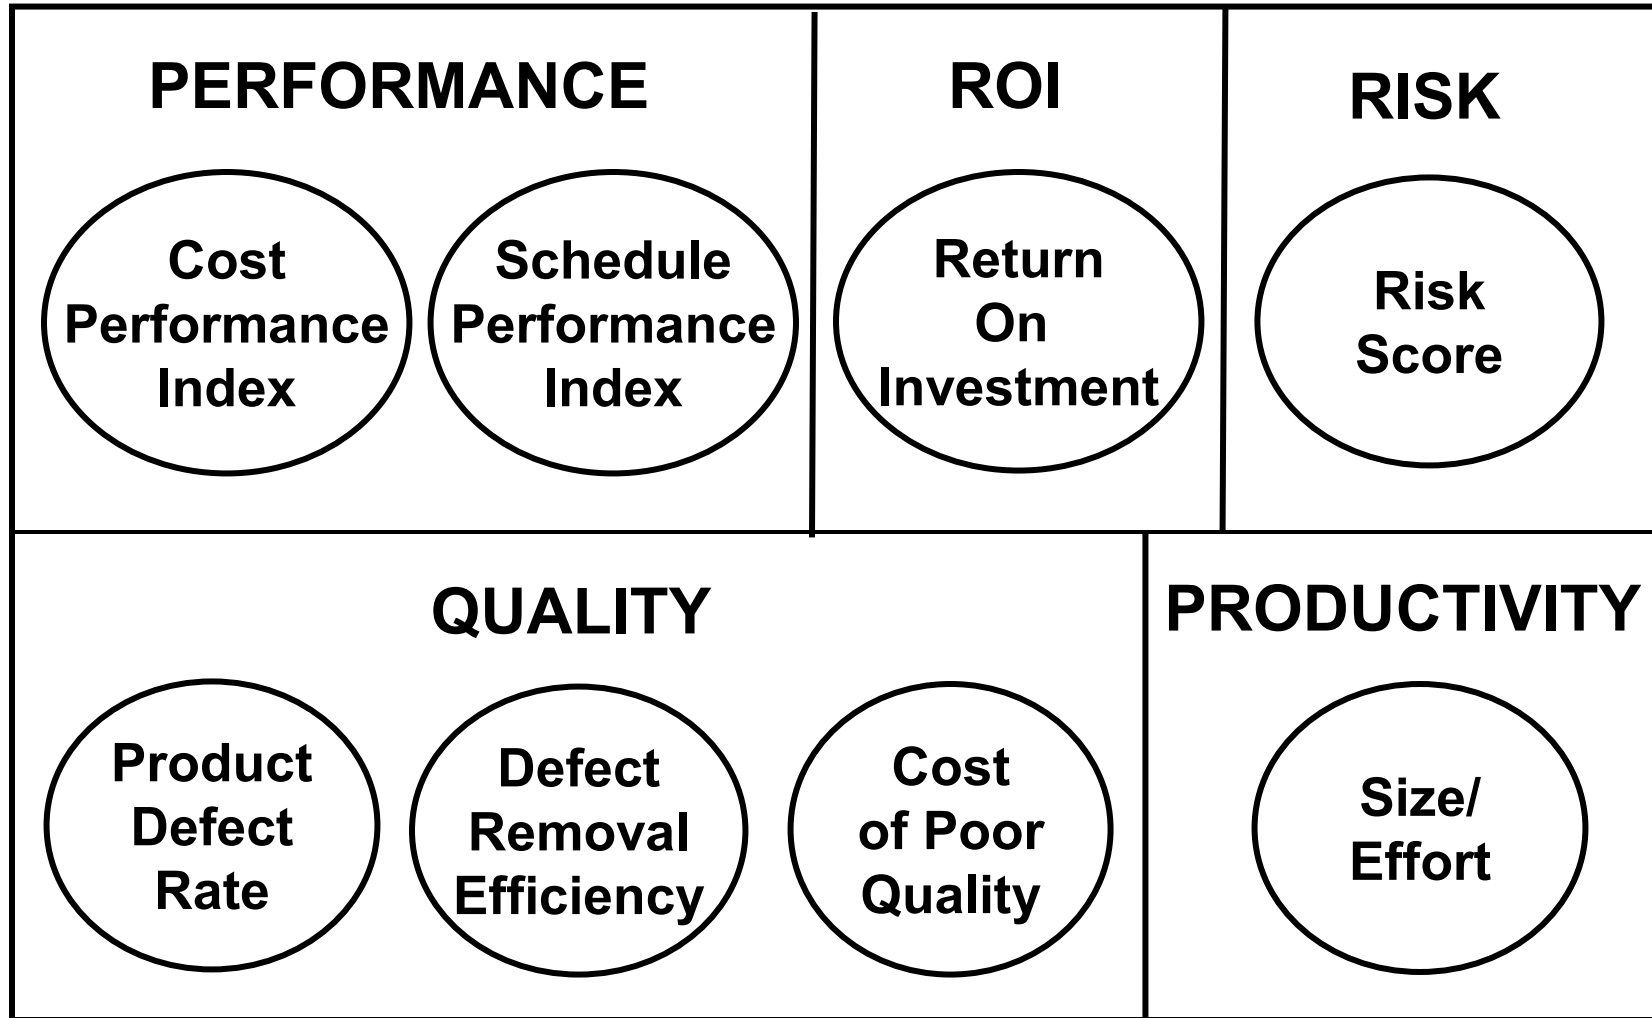 PERFORMANCE
Cost
Performance
Index
Schedule
Performance
Index
ROI
Return
On
Investment
RISK
Risk
Score
QUALITY
Product
Defect
Rate
Defect
Removal
Efficiency
Cost
of Poor
Quality
PRODUCTIVITY
Size/
Effort